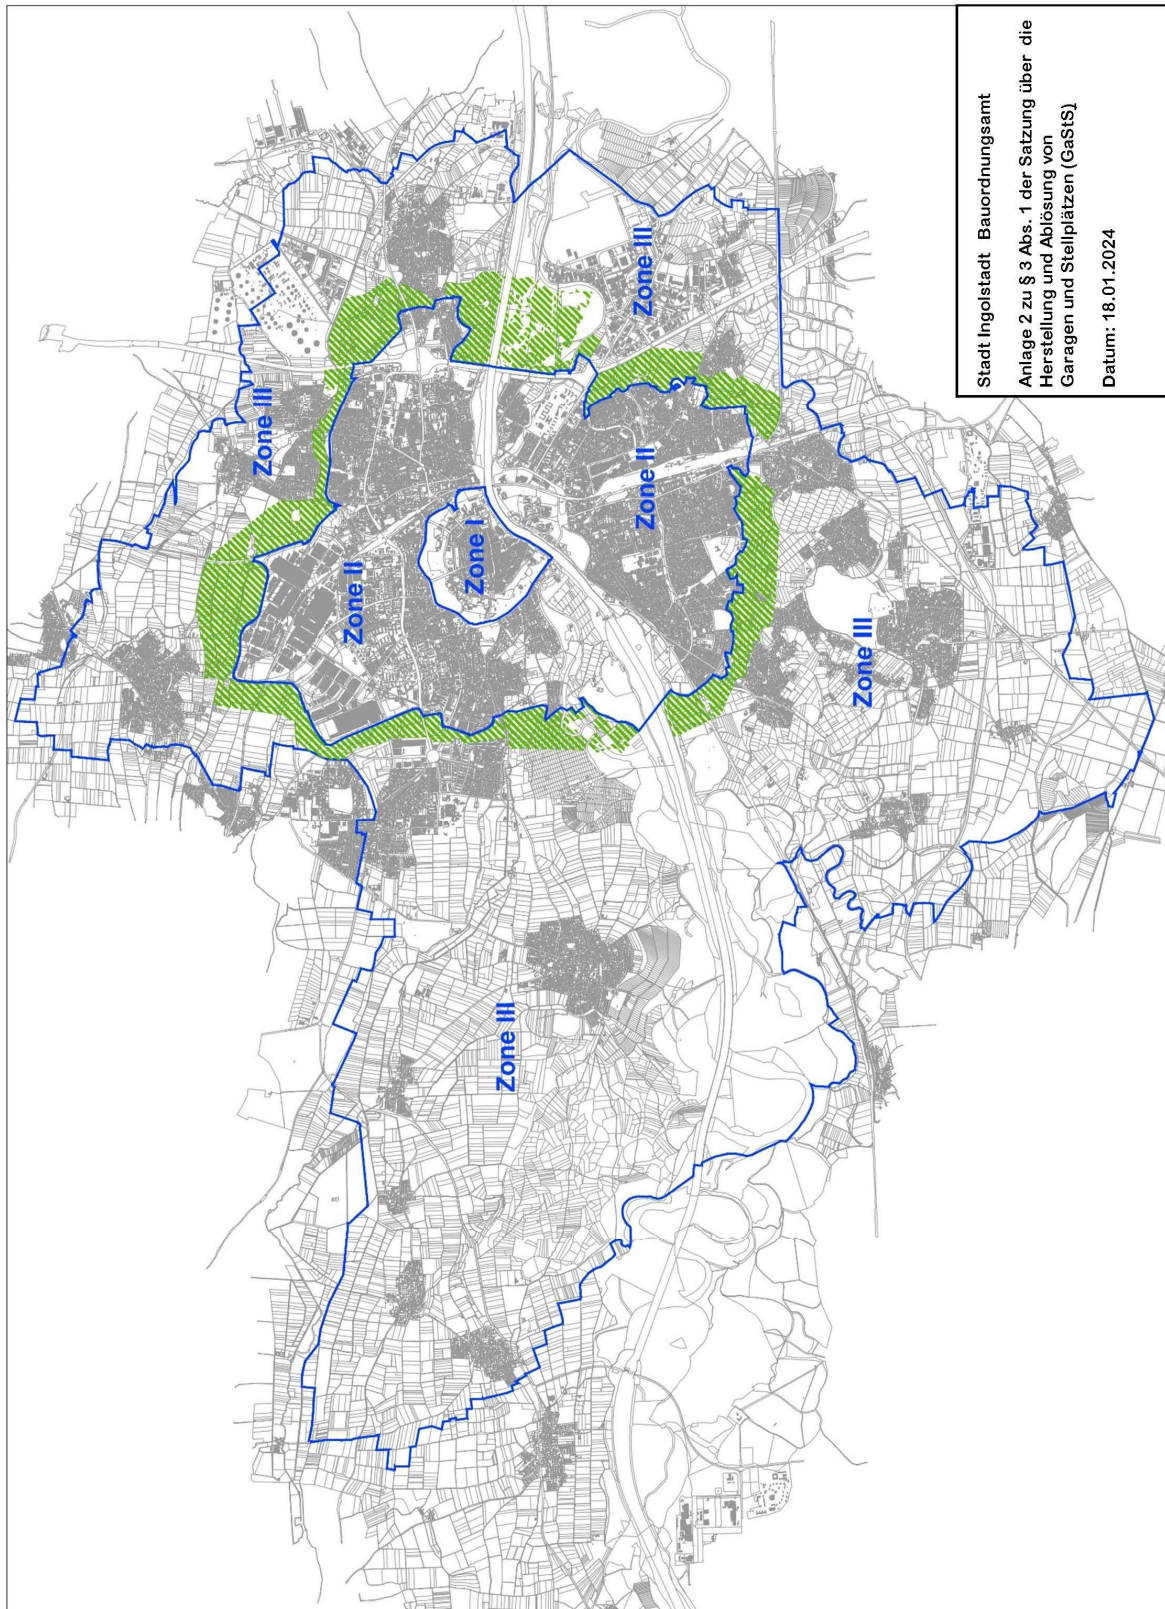 Stadt Ingolstadt Bauordnungsamt
Anlage 2 zu § 3 Abs. 1 der Satzung über die
Herstellung und Ablösung von
Garagen und Stellplätzen (GaStS)
Datum: 18.01.2024
Zone III
Zone III
Zone II
Zone I
Zone II
Zone III
Zone III